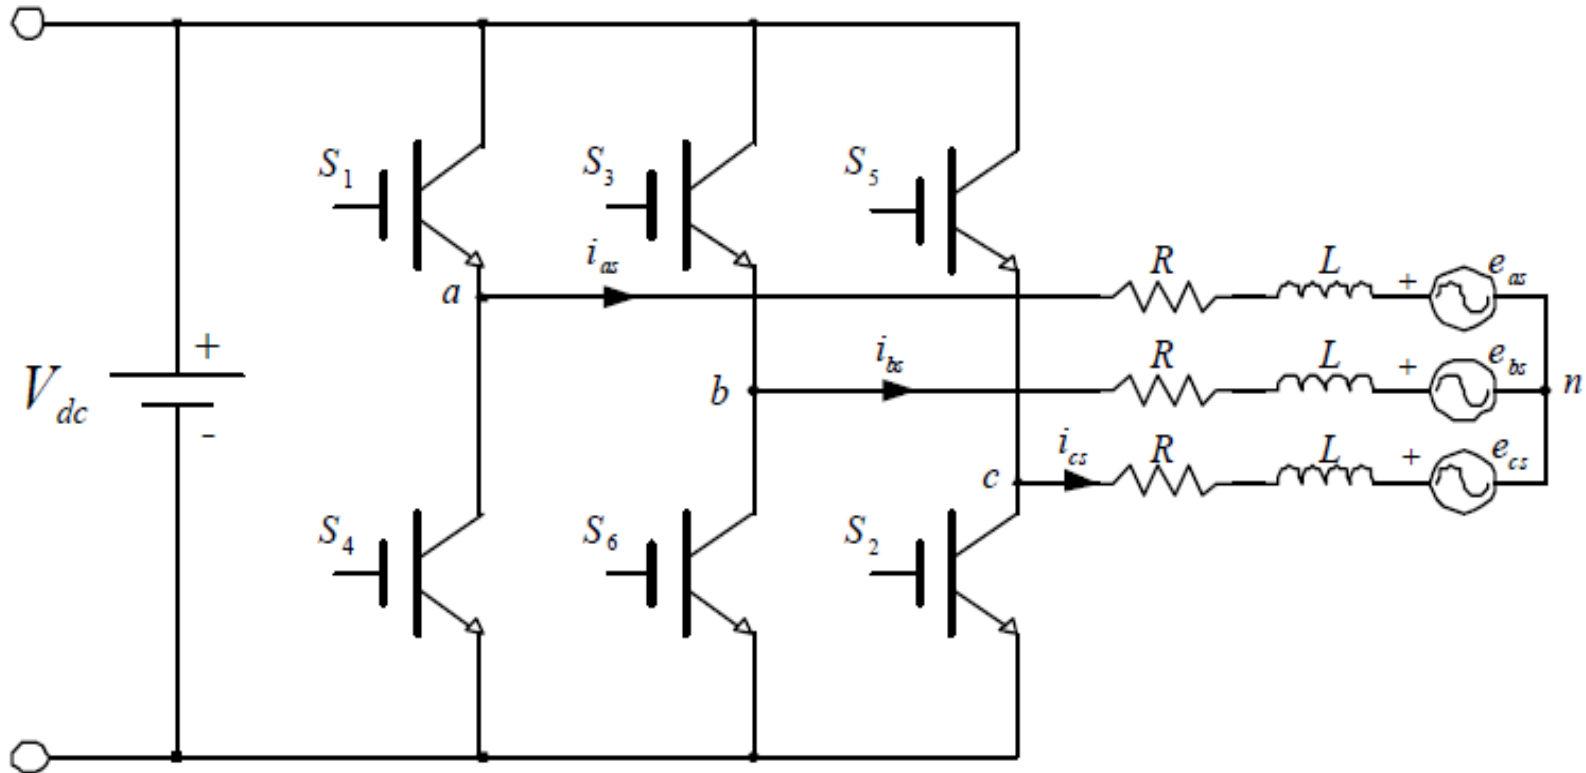 S1 S3 S5
ias
R L + eas
a
+
Vdc
-
ibs
R L + ebs
b
n
ics
R L + ecs
c
S4 S6 S2